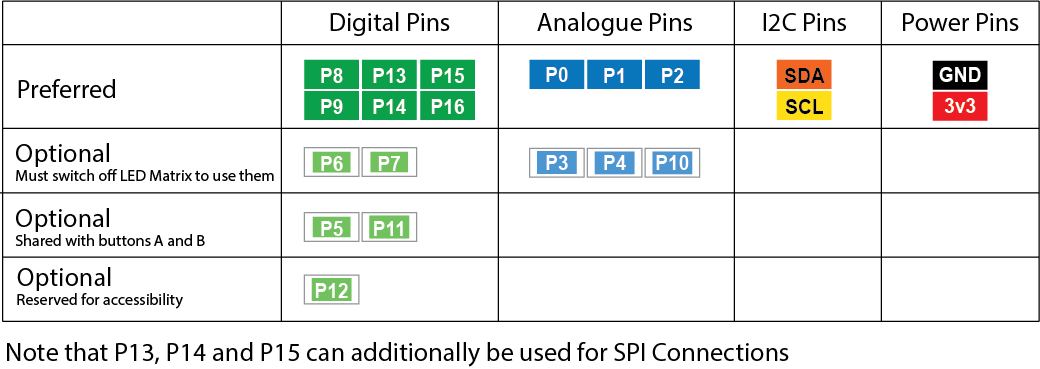 Digital Pins Analogue Pins I2C Pins Power Pins
Preferred
P8 P13 P15 P0 P1 P2 SDA GND
P9 P14 P16 SCL 3v3
Optional
Must switch off LED Matrix to use them
P6 P7 P3 P4 P10
Optional
Shared with buttons A and B
P5 P11
Optional
Reserved for accessibility
P12
Note that P13, P14 and P15 can additionally be used for SPI Connections